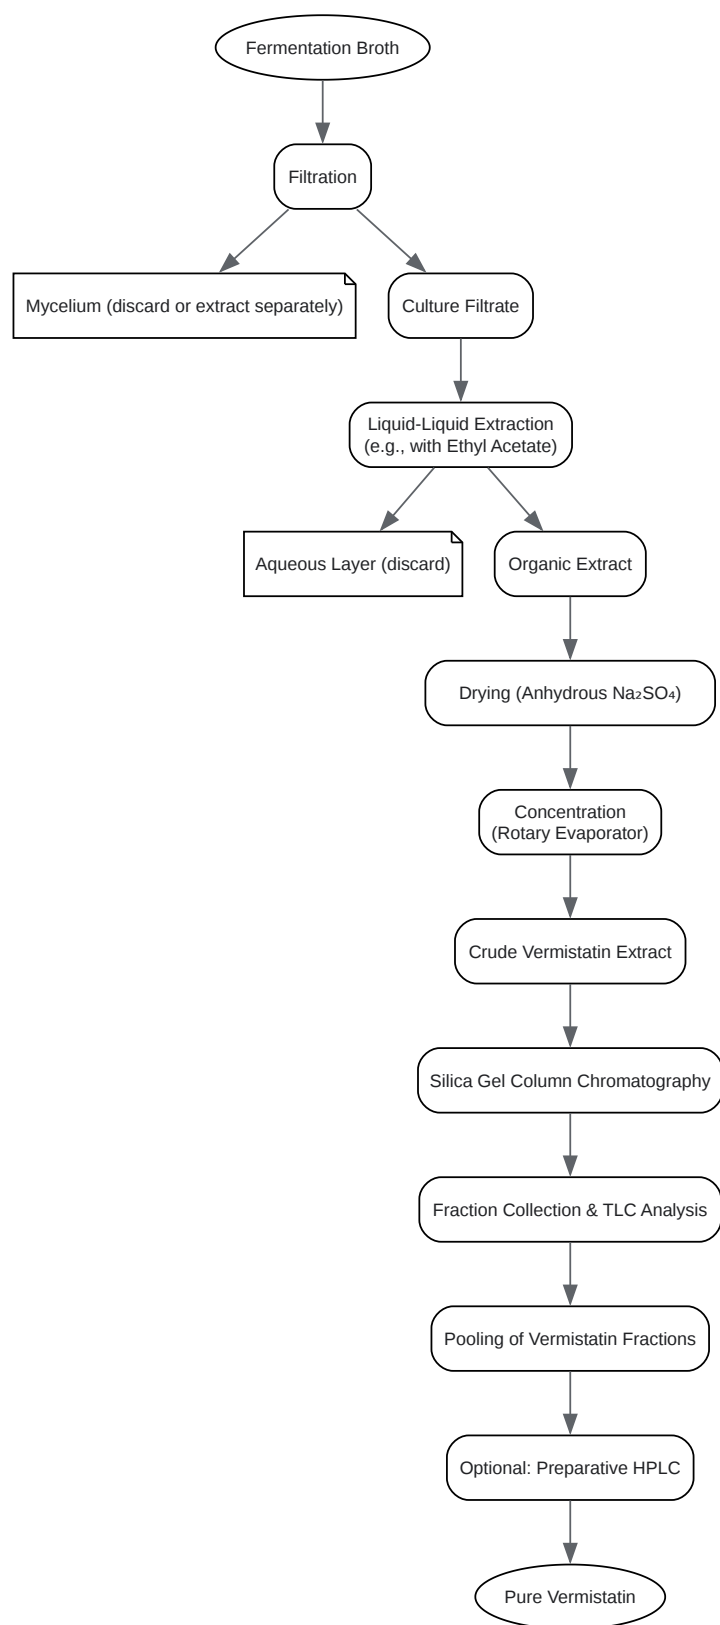 Fermentation Broth
Filtration
Mycelium (discard or extract separately)
Culture Filtrate
Liquid-Liquid Extraction
(e.g., with Ethyl Acetate)
Aqueous Layer (discard)
Organic Extract
Drying (Anhydrous Na₂SO₄)
Concentration
(Rotary Evaporator)
Crude Vermistatin Extract
Silica Gel Column Chromatography
Fraction Collection & TLC Analysis
Pooling of Vermistatin Fractions
Optional: Preparative HPLC
Pure Vermistatin